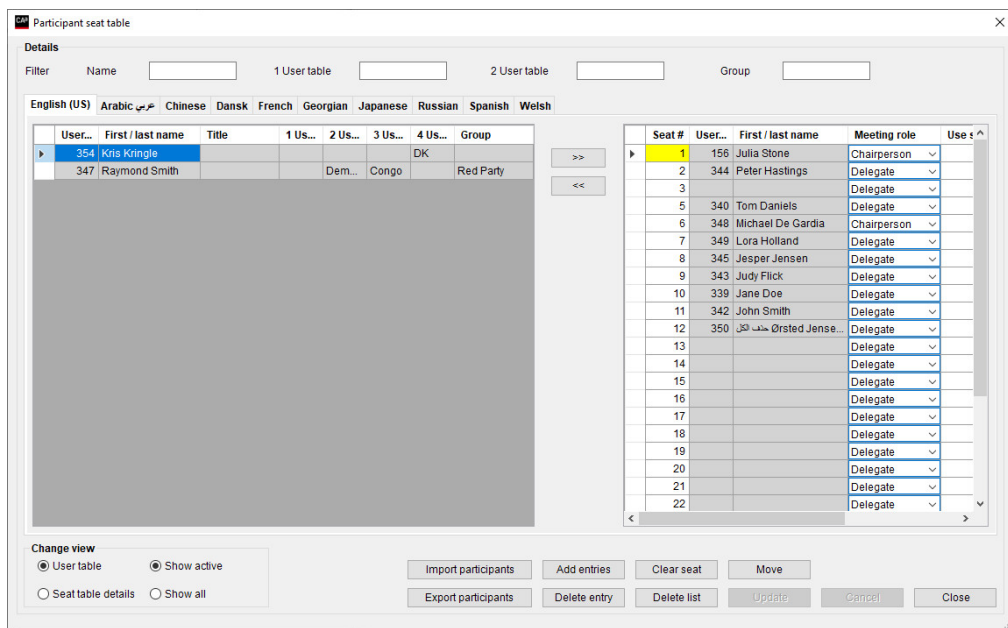 CAP Participant seat table
Details
Filter Name 1 User table 2 User table Group
English (US) Arabic عربي Chinese Dansk French Georgian Japanese Russian Spanish Welsh
User... First / last name Title 1 Us... 2 Us... 3 Us... 4 Us... Group
354 Kris Kringle DK
347 Raymond Smith Dem... Congo Red Party
>>
<<
Seat # User... First / last name Meeting role Use s
1 156 Julia Stone Chairperson
2 344 Peter Hastings Delegate
3 Delegate
5 340 Tom Daniels Delegate
6 348 Michael De Gardia Chairperson
7 349 Lora Holland Delegate
8 345 Jesper Jensen Delegate
9 343 Judy Flick Delegate
10 339 Jane Doe Delegate
11 342 John Smith Delegate
12 350 حذف الكل Ørsted Jense... Delegate
13 Delegate
14 Delegate
15 Delegate
16 Delegate
17 Delegate
18 Delegate
19 Delegate
20 Delegate
21 Delegate
22 Delegate
Change view
User table Show active
Seat table details Show all
Import participants Add entries Clear seat Move
Export participants Delete entry Delete list Update Cancel Close